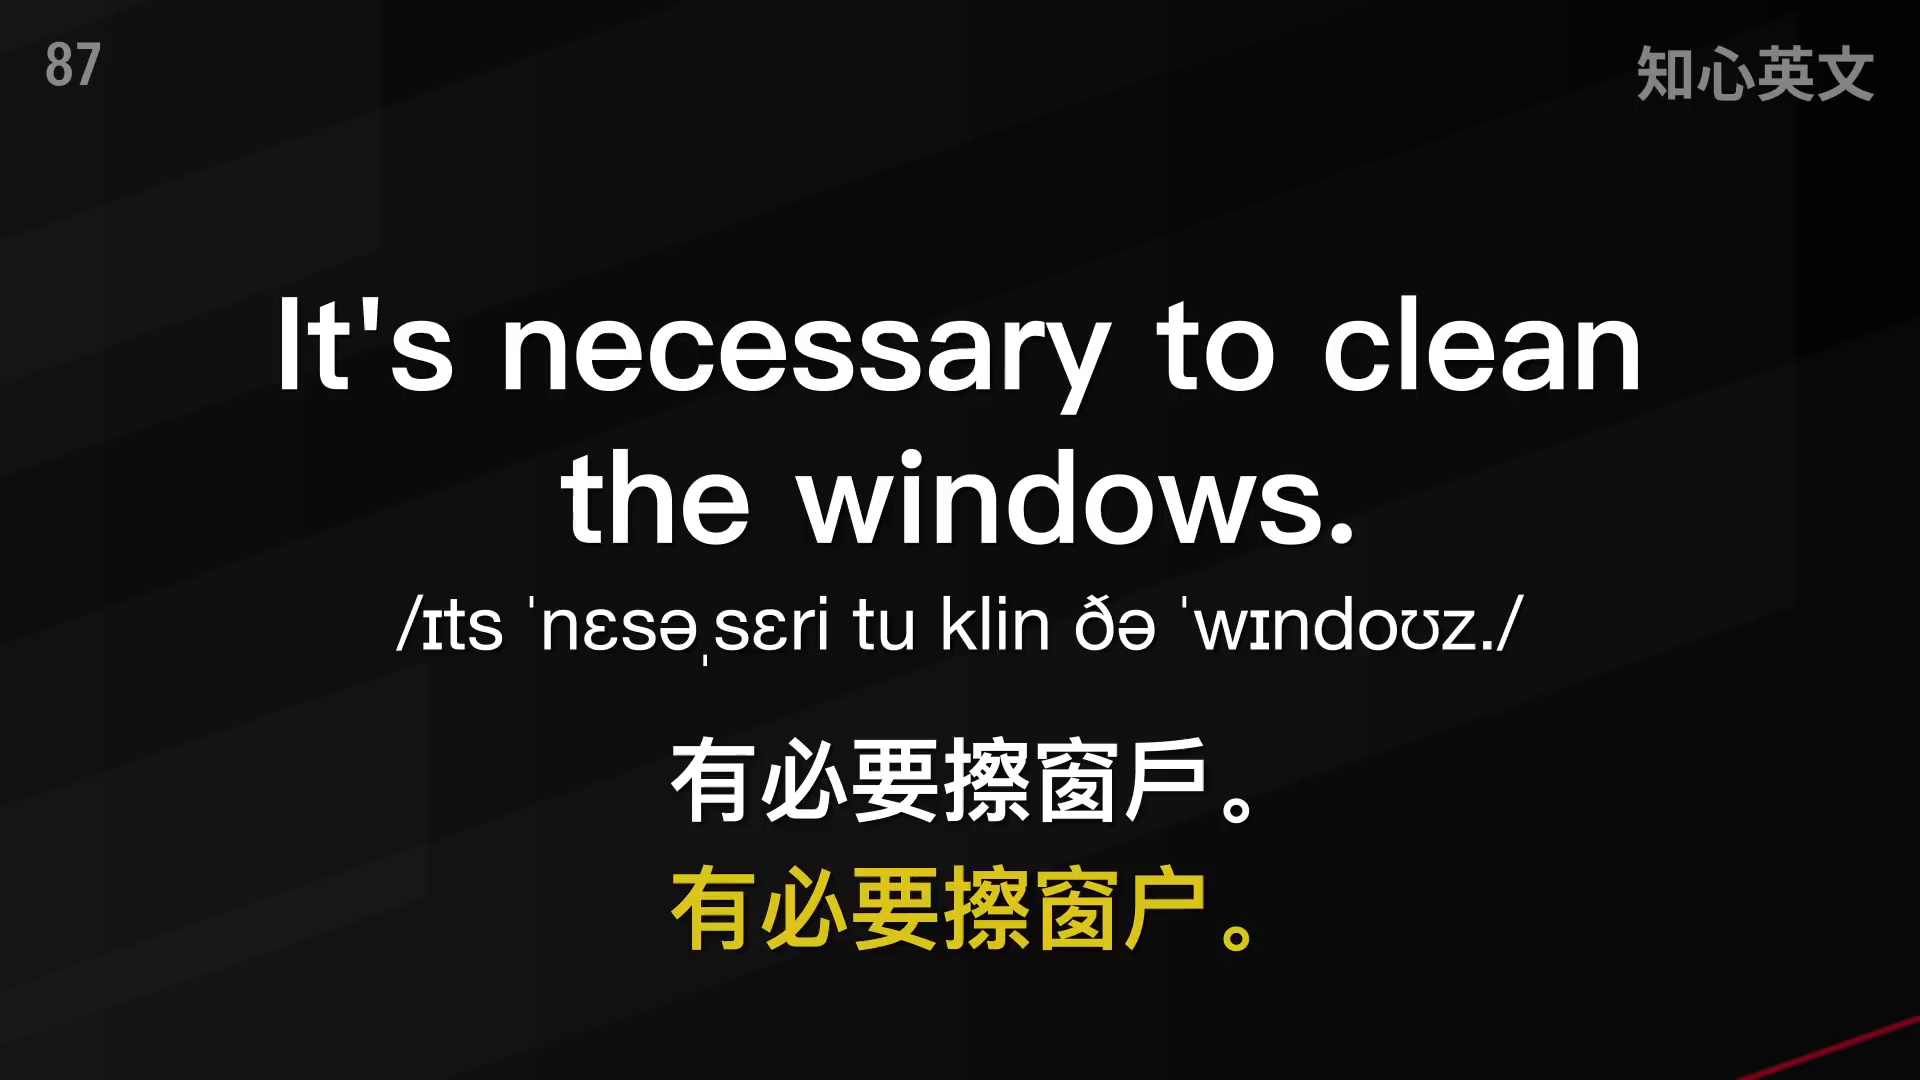 87
知心英文
It's necessary to clean
the windows.
/ɪts ˈnɛsəˌsɛri tu klin ðə ˈwɪndoʊz./
有必要擦窗戶。
有必要擦窗户。